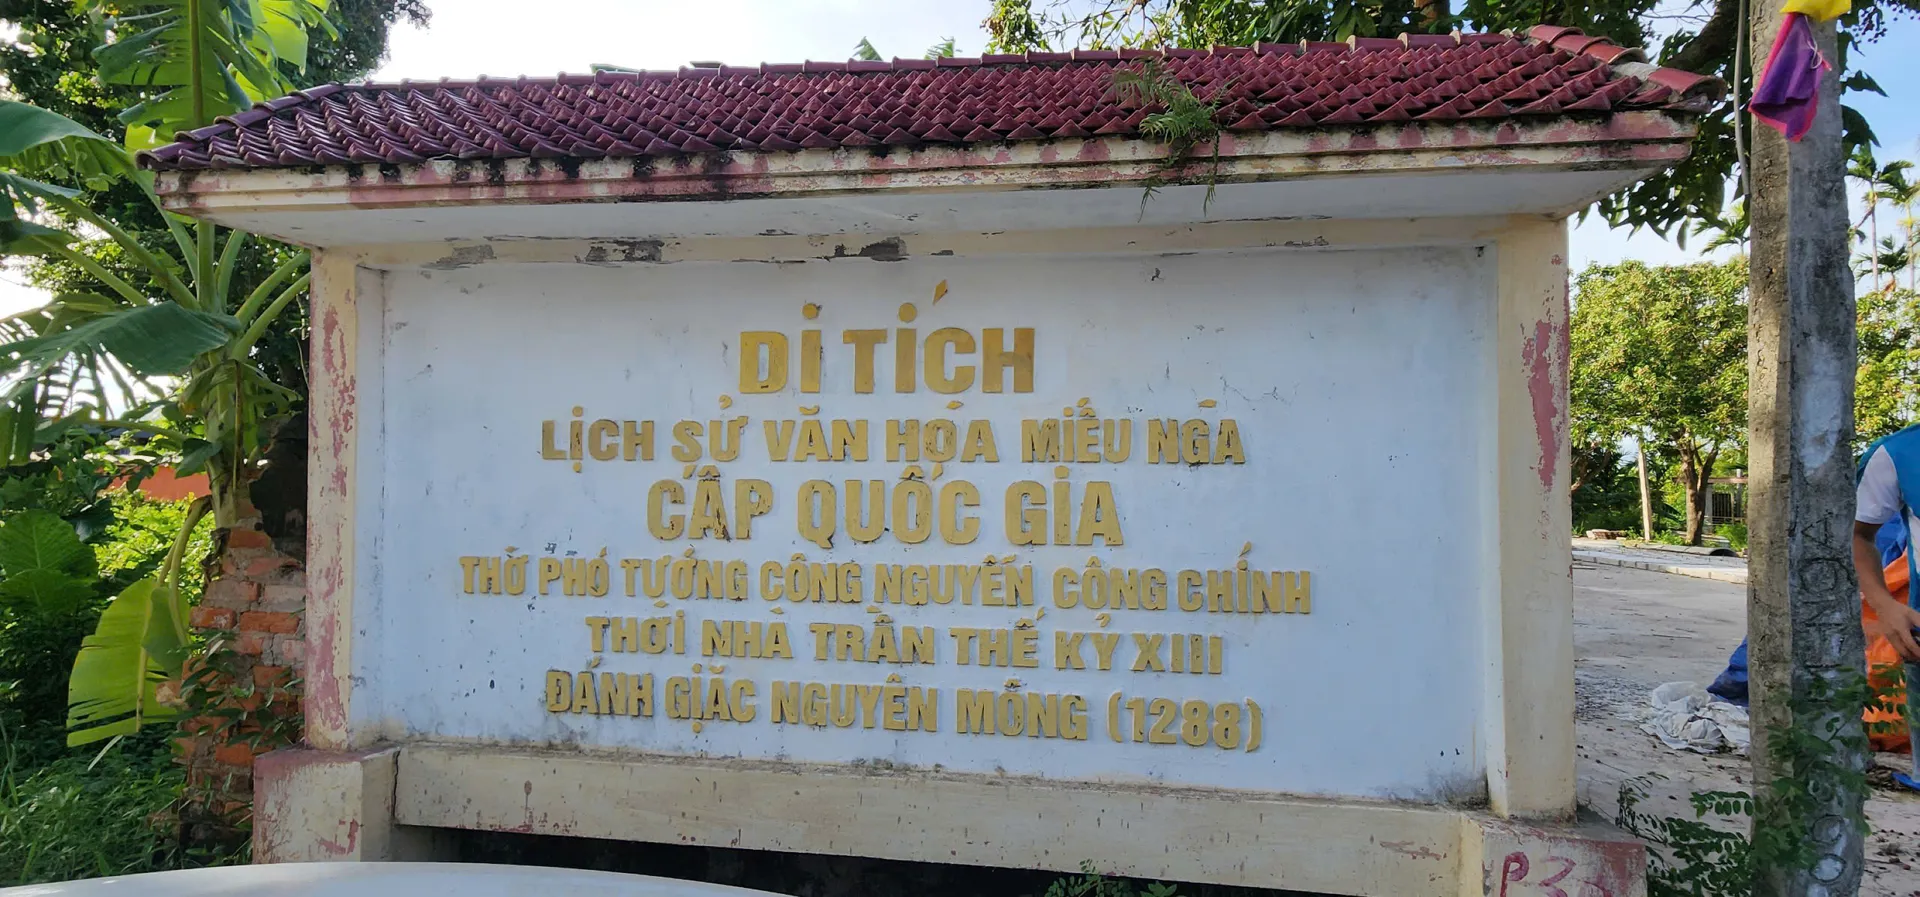 DI TÍCH
LỊCH SỬ VĂN HÓA MIẾU NGÀ
CẤP QUỐC GIA
THỜ PHÓ TƯỚNG CÔNG NGUYỄN CÔNG CHÍNH
THỜI NHÀ TRẦN THẾ KỶ XIII
ĐÁNH GIẶC NGUYÊN MÔNG (1288)